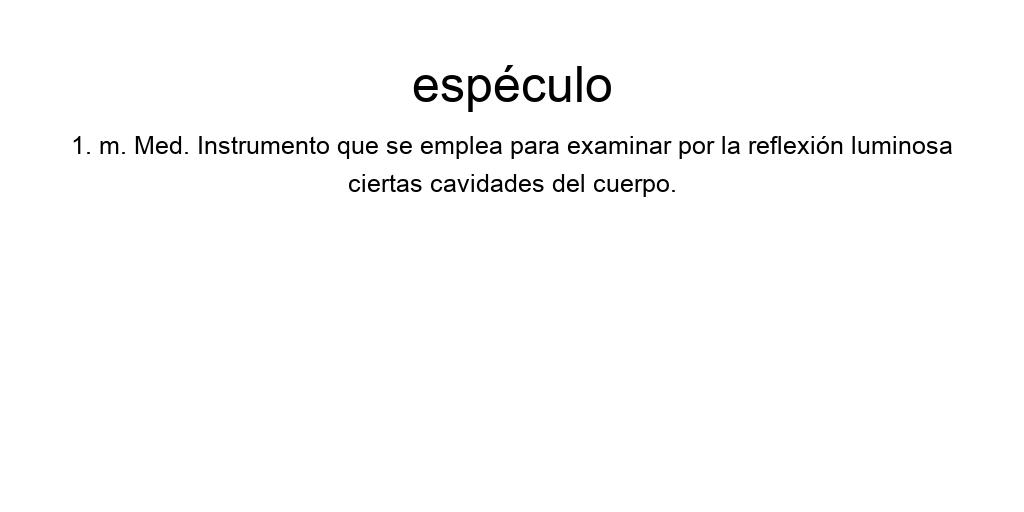 espéculo
1. m. Med. Instrumento que se emplea para examinar por la reflexión luminosa
ciertas cavidades del cuerpo.